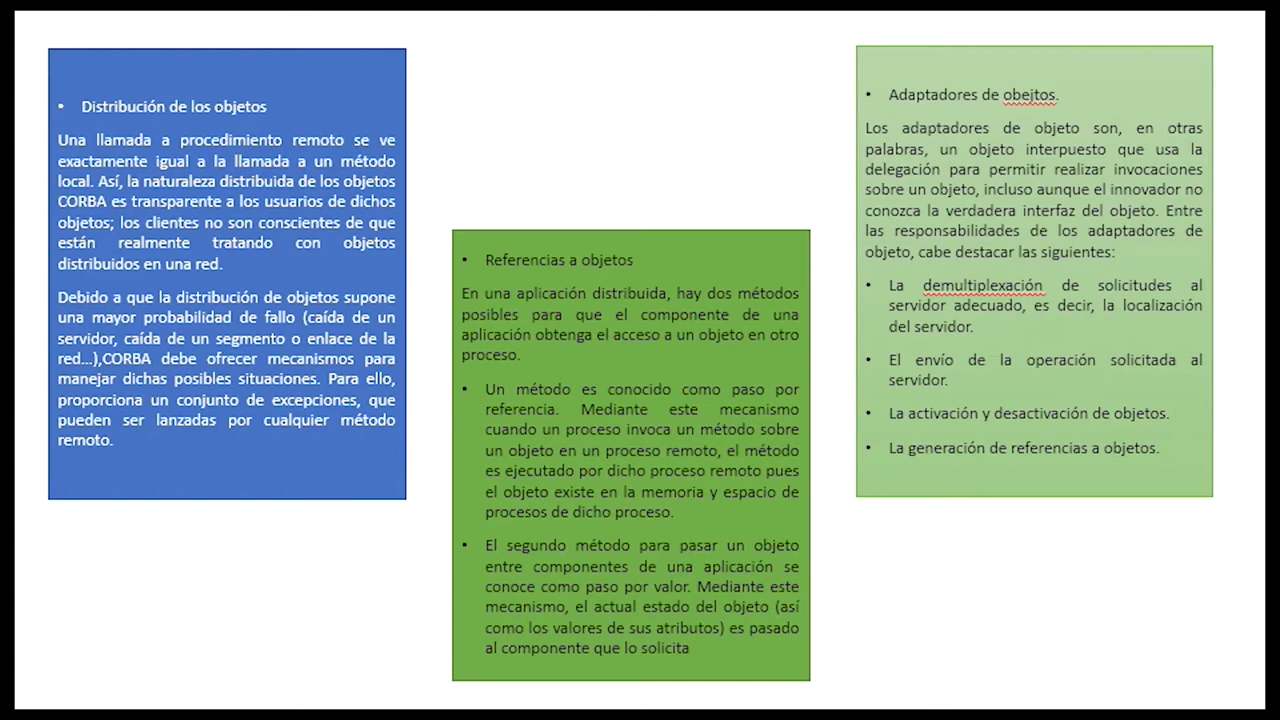 • Distribución de los objetos
Una llamada a procedimiento remoto se ve
exactamente igual a la llamada a un método
local. Así, la naturaleza distribuida de los objetos
CORBA es transparente a los usuarios de dichos
objetos; los clientes no son conscientes de que
están realmente tratando con objetos
distribuidos en una red.
Debido a que la distribución de objetos supone
una mayor probabilidad de fallo (caída de un
servidor, caída de un segmento o enlace de la
red...),CORBA debe ofrecer mecanismos para
manejar dichas posibles situaciones. Para ello,
proporciona un conjunto de excepciones, que
pueden ser lanzadas por cualquier método
remoto.
• Referencias a objetos
En una aplicación distribuida, hay dos métodos
posibles para que el componente de una
aplicación obtenga el acceso a un objeto en otro
proceso.
• Un método es conocido como paso por
referencia. Mediante este mecanismo
cuando un proceso invoca un método sobre
un objeto en un proceso remoto, el método
es ejecutado por dicho proceso remoto pues
el objeto existe en la memoria y espacio de
procesos de dicho proceso.
• El segundo método para pasar un objeto
entre componentes de una aplicación se
conoce como paso por valor. Mediante este
mecanismo, el actual estado del objeto (así
como los valores de sus atributos) es pasado
al componente que lo solicita
• Adaptadores de obejtos.
Los adaptadores de objeto son, en otras
palabras, un objeto interpuesto que usa la
delegación para permitir realizar invocaciones
sobre un objeto, incluso aunque el innovador no
conozca la verdadera interfaz del objeto. Entre
las responsabilidades de los adaptadores de
objeto, cabe destacar las siguientes:
• La demultiplexación de solicitudes al
servidor adecuado, es decir, la localización
del servidor.
• El envío de la operación solicitada al
servidor.
• La activación y desactivación de objetos.
• La generación de referencias a objetos.